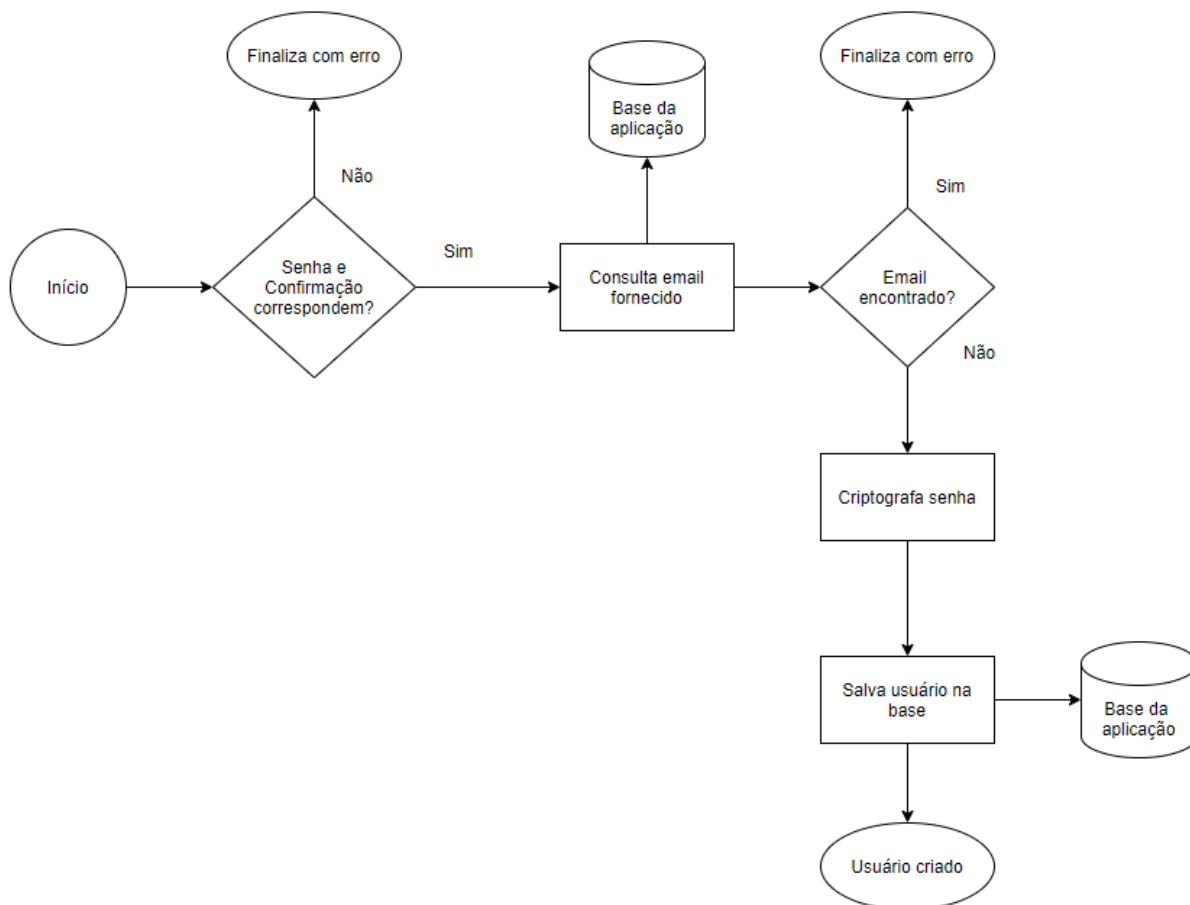 Finaliza com erro
Base da
aplicação
Finaliza com erro
Não
Sim
Início
Senha e
Confirmação
correspondem?
Sim
Consulta email
fornecido
Email
encontrado?
Não
Criptografa senha
Salva usuário na
base
Base da
aplicação
Usuário criado